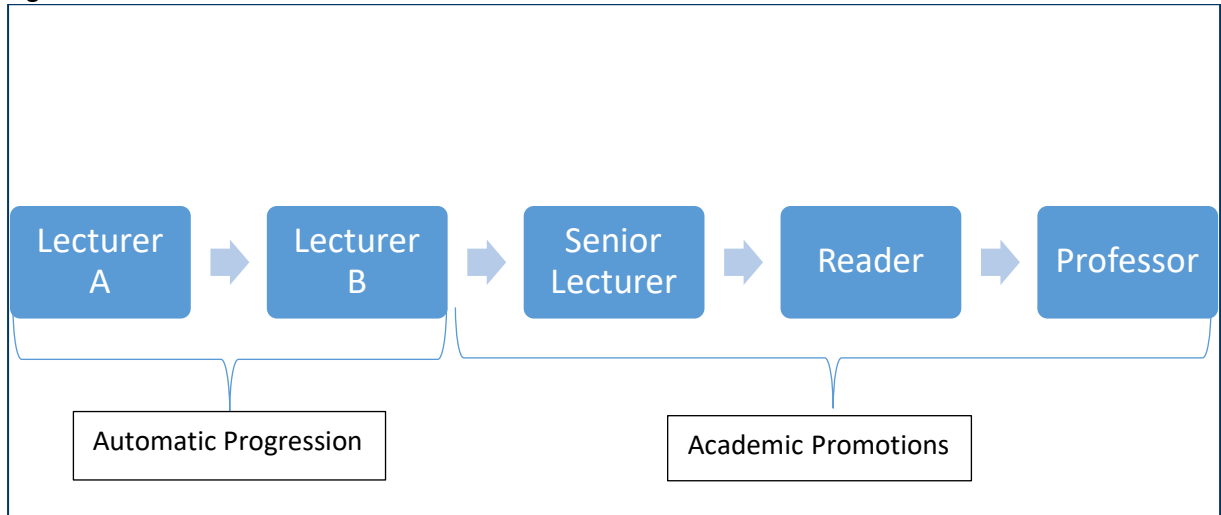 Lecturer
A
Lecturer
B
Senior
Lecturer
Reader
Professor
Automatic Progression
Academic Promotions